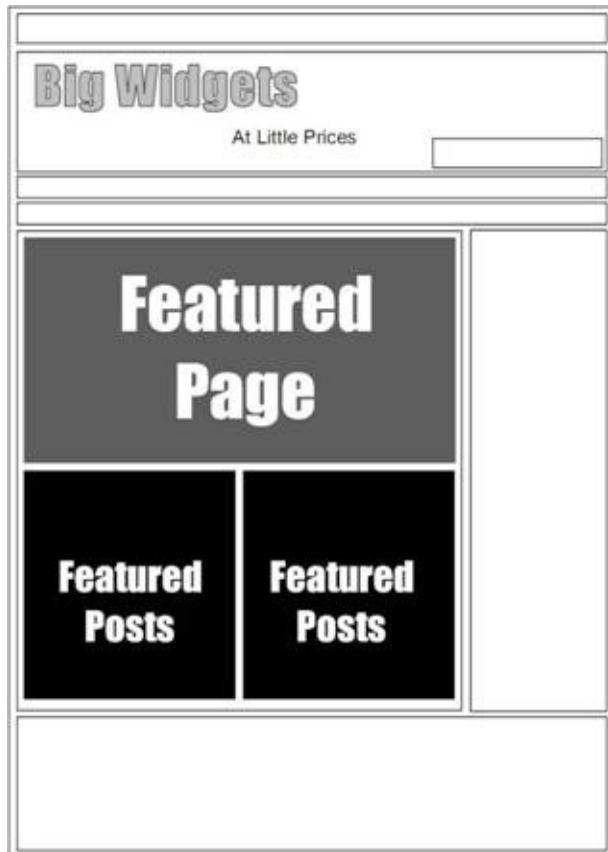 Big Widgets
At Little Prices
Featured
Page
Featured
Posts
Featured
Posts